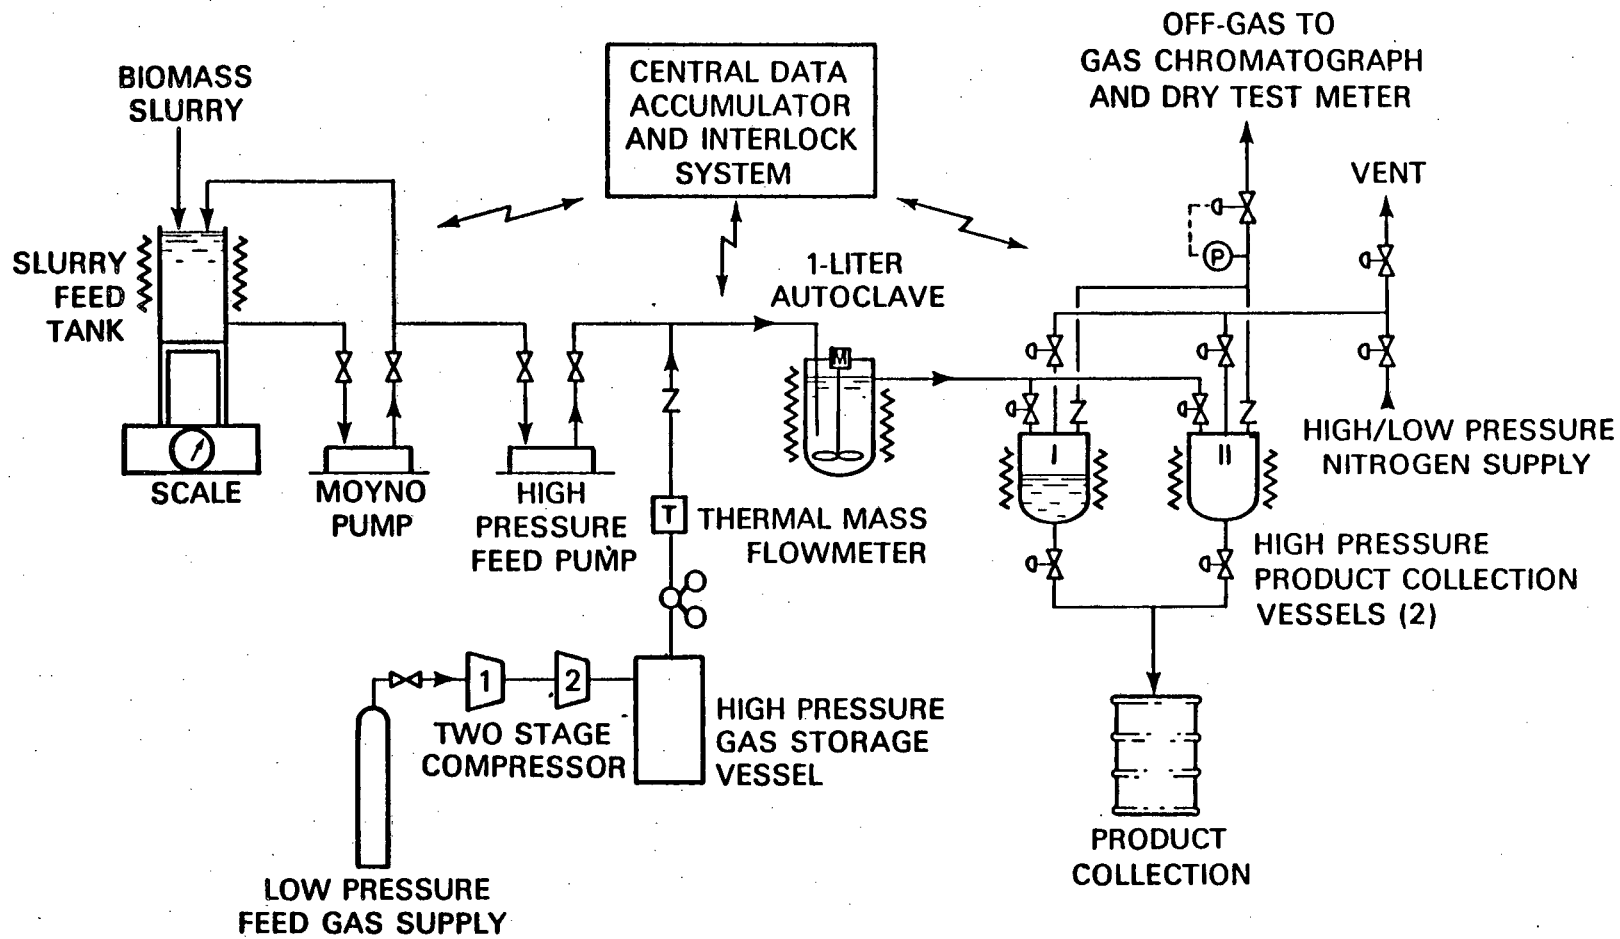 OFF-GAS TO
GAS CHROMATOGRAPH
AND DRY TEST METER
BIOMASS
SLURRY
CENTRAL DATA
ACCUMULATOR
AND INTERLOCK
SYSTEM
VENT
SLURRY
FEED
TANK
P
1-LITER
AUTOCLAVE
M
HIGH/LOW PRESSURE
NITROGEN SUPPLY
I
II
SCALE
MOYNO
PUMP
HIGH
PRESSURE
FEED PUMP
T
THERMAL MASS
FLOWMETER
HIGH PRESSURE
PRODUCT COLLECTION
VESSELS (2)
1
2
TWO STAGE
COMPRESSOR
HIGH PRESSURE
GAS STORAGE
VESSEL
PRODUCT
COLLECTION
LOW PRESSURE
FEED GAS SUPPLY